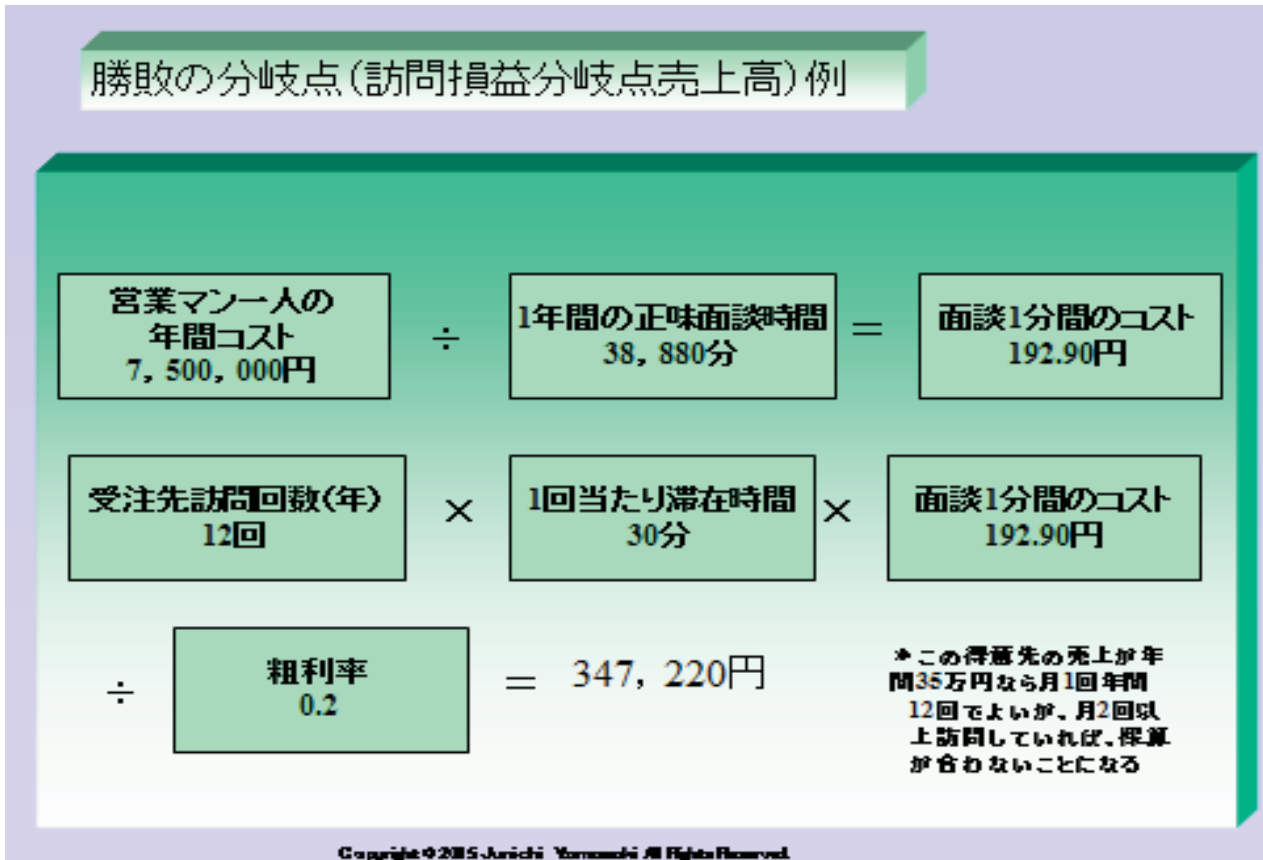 勝敗の分岐点(訪問損益分岐点売上高)例
営業マン一人の
年間コスト
7, 500, 000円
÷
1年間の正味面談時間
38, 880分
=
面談1分間のコスト
192.90円
受注先訪問回数(年)
12回
×
1回当たり滞在時間
30分
×
面談1分間のコスト
192.90円
÷
粗利率
0.2
=
347, 220円
*この得意先の売上が年
間35万円なら月1回年間
12回でよいが、月2回以
上訪問していれば、採算
が合わないことになる
Copyright © 2005 Junichi Yamanochi All Rights Reserved.